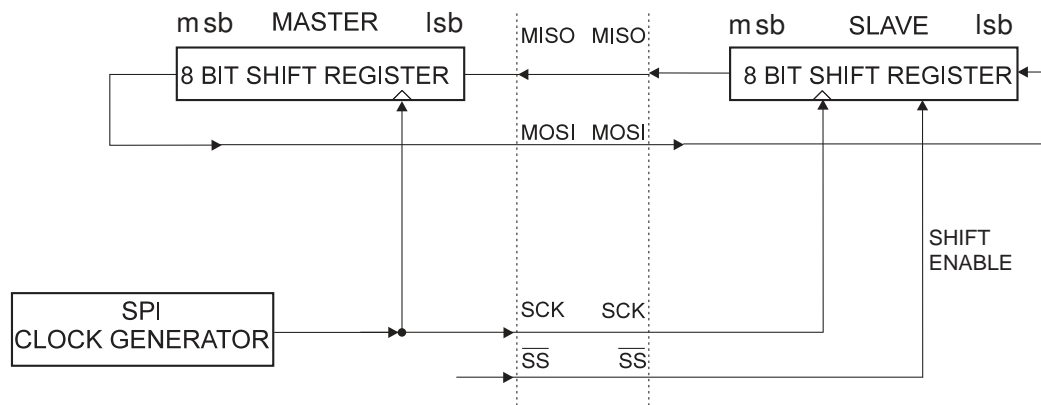 msb MASTER lsb
8 BIT SHIFT REGISTER
MISO MISO
msb SLAVE lsb
8 BIT SHIFT REGISTER
MOSI MOSI
SHIFT
ENABLE
SPI
CLOCK GENERATOR
SCK SCK
SS SS